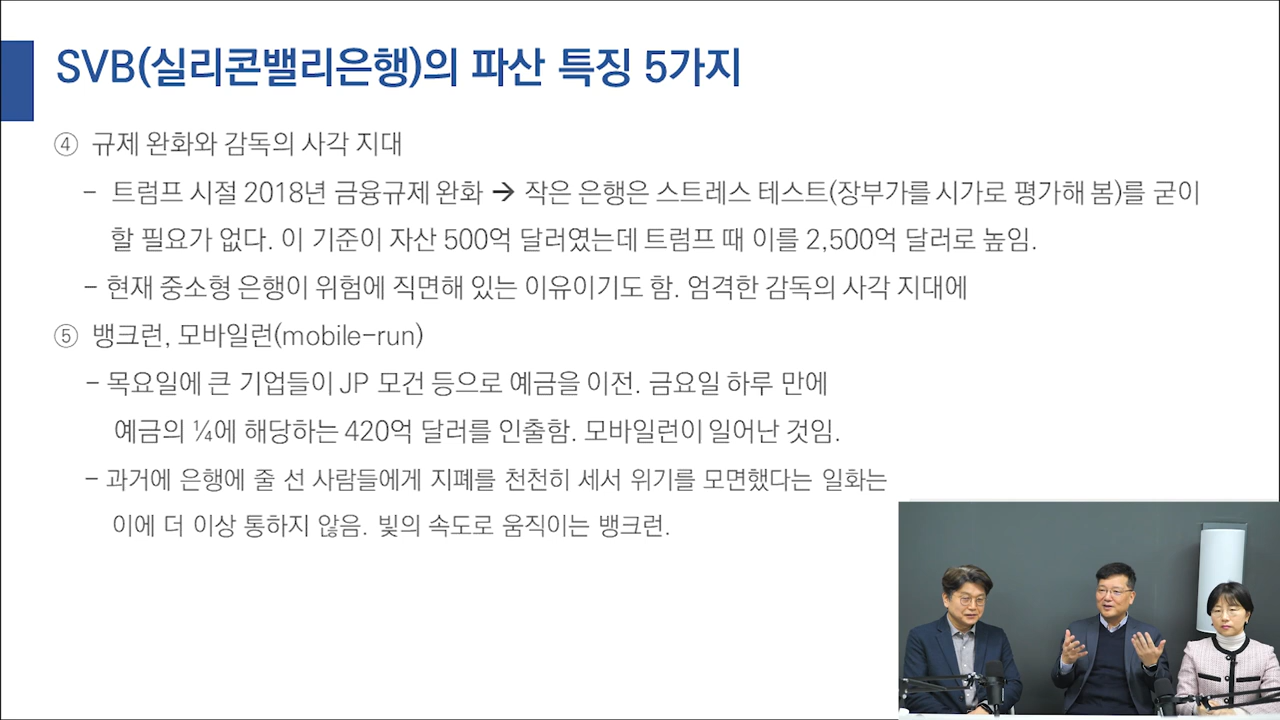 SVB(실리콘밸리은행)의 파산 특징 5가지
④ 규제 완화와 감독의 사각 지대
- 트럼프 시절 2018년 금융규제 완화 → 작은 은행은 스트레스 테스트(장부가를 시가로 평가해 봄)를 굳이
할 필요가 없다. 이 기준이 자산 500억 달러였는데 트럼프 때 이를 2,500억 달러로 높임.
- 현재 중소형 은행이 위험에 직면해 있는 이유이기도 함. 엄격한 감독의 사각 지대에
⑤ 뱅크런, 모바일런(mobile-run)
- 목요일에 큰 기업들이 JP 모건 등으로 예금을 이전. 금요일 하루 만에
예금의 ¼에 해당하는 420억 달러를 인출함. 모바일런이 일어난 것임.
- 과거에 은행에 줄 선 사람들에게 지폐를 천천히 세서 위기를 모면했다는 일화는
이에 더 이상 통하지 않음. 빛의 속도로 움직이는 뱅크런.